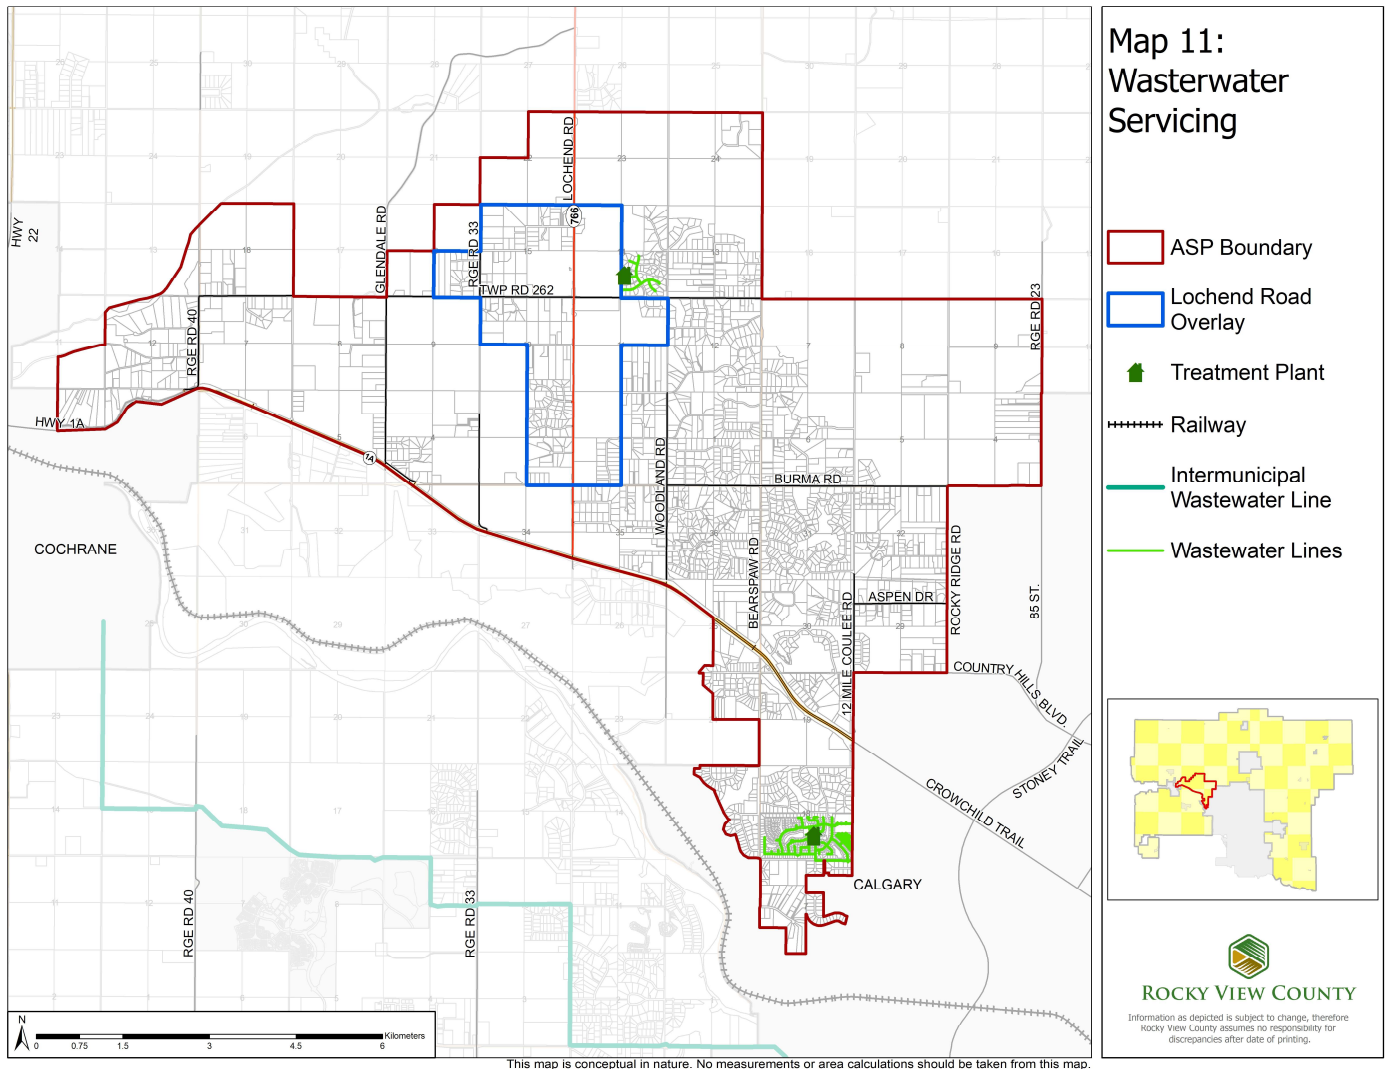 Map 11:
Wasterwater
Servicing
ASP Boundary
Lochend Road
Overlay
Treatment Plant
Railway
Intermunicipal
Wastewater Line
Wastewater Lines
HWY
22
GLENDALE RD
RGE RD 33
LOCHEND RD
766
TWP RD 262
RGE RD 40
RGE RD 23
HWY 1A
1A
WOODLAND RD
BURMA RD
BEARSPAW RD
ROCKY RIDGE RD
ASPEN DR
12 MILE COULEE RD
85 ST.
COCHRANE
COUNTRY HILLS BLVD.
STONEY TRAIL
CROWCHILD TRAIL
CALGARY
RGE RD 40
RGE RD 33
N
0 0.75 1.5 3 4.5 6
Kilometers
ROCKY VIEW COUNTY
Information as depicted is subject to change, therefore
Rocky View County assumes no responsibility for
discrepancies after date of printing.
This map is conceptual in nature. No measurements or area calculations should be taken from this map.